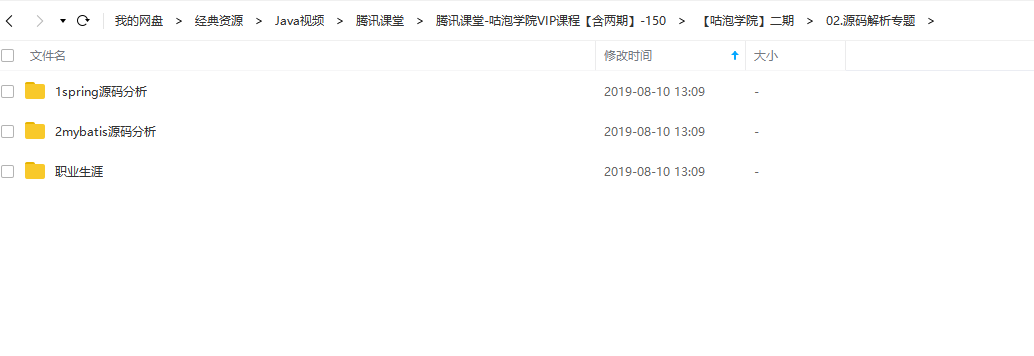 我的网盘 > 经典资源 > Java视频 > 腾讯课堂 > 腾讯课堂-咕泡学院VIP课程【含两期】-150 > 【咕泡学院】二期 > 02.源码解析专题 >
文件名 修改时间 大小
1spring源码分析 2019-08-10 13:09 -
2mybatis源码分析 2019-08-10 13:09 -
职业生涯 2019-08-10 13:09 -